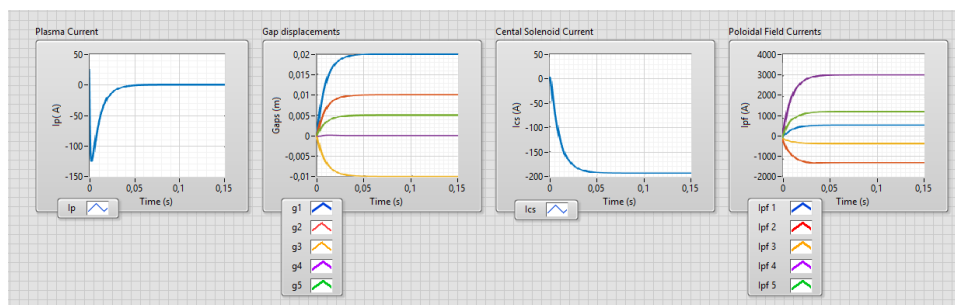 Plasma Current
50
0
-50
-100
-150
Ip( A)
0
0,05
0,1
0,15
Time (s)
Ip
Gap displacements
0,02
0,015
0,01
0,005
0
-0,005
-0,01
Gaps (m)
0
0,05
0,1
0,15
Time (s)
g1
g2
g3
g4
g5
Cental Solenoid Current
50
0
-50
-100
-150
-200
Ics (A)
0
0,05
0,1
0,15
Time (s)
Ics
Poloidal Field Currents
4000
3000
2000
1000
0
-1000
-2000
Ipf (A)
0
0,05
0,1
0,15
Time (s)
Ipf 1
Ipf 2
Ipf 3
Ipf 4
Ipf 5